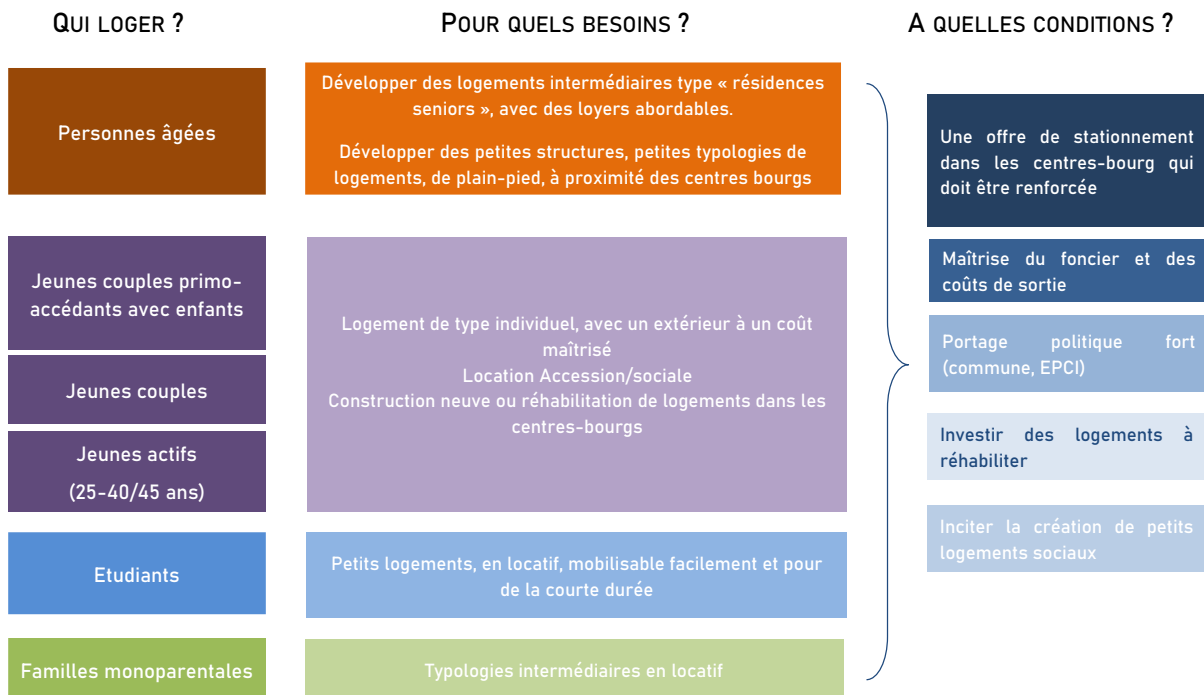 QUI LOGER ?
POUR QUELS BESOINS ?
A QUELLES CONDITIONS ?
Personnes âgées
Développer des logements intermédiaires type « résidences
seniors », avec des loyers abordables.
Développer des petites structures, petites typologies de
logements, de plain-pied, à proximité des centres bourgs
Jeunes couples primo-
accédants avec enfants
Jeunes couples
Jeunes actifs
(25-40/45 ans)
Logement de type individuel, avec un extérieur à un coût
maîtrisé
Location Accession/sociale
Construction neuve ou réhabilitation de logements dans les
centres-bourgs
Etudiants
Petits logements, en locatif, mobilisable facilement et pour
de la courte durée
Familles monoparentales
Typologies intermédiaires en locatif
Une offre de stationnement
dans les centres-bourg qui
doit être renforcée
Maîtrise du foncier et des
coûts de sortie
Portage politique fort
(commune, EPCI)
Investir des logements à
réhabiliter
Inciter la création de petits
logements sociaux